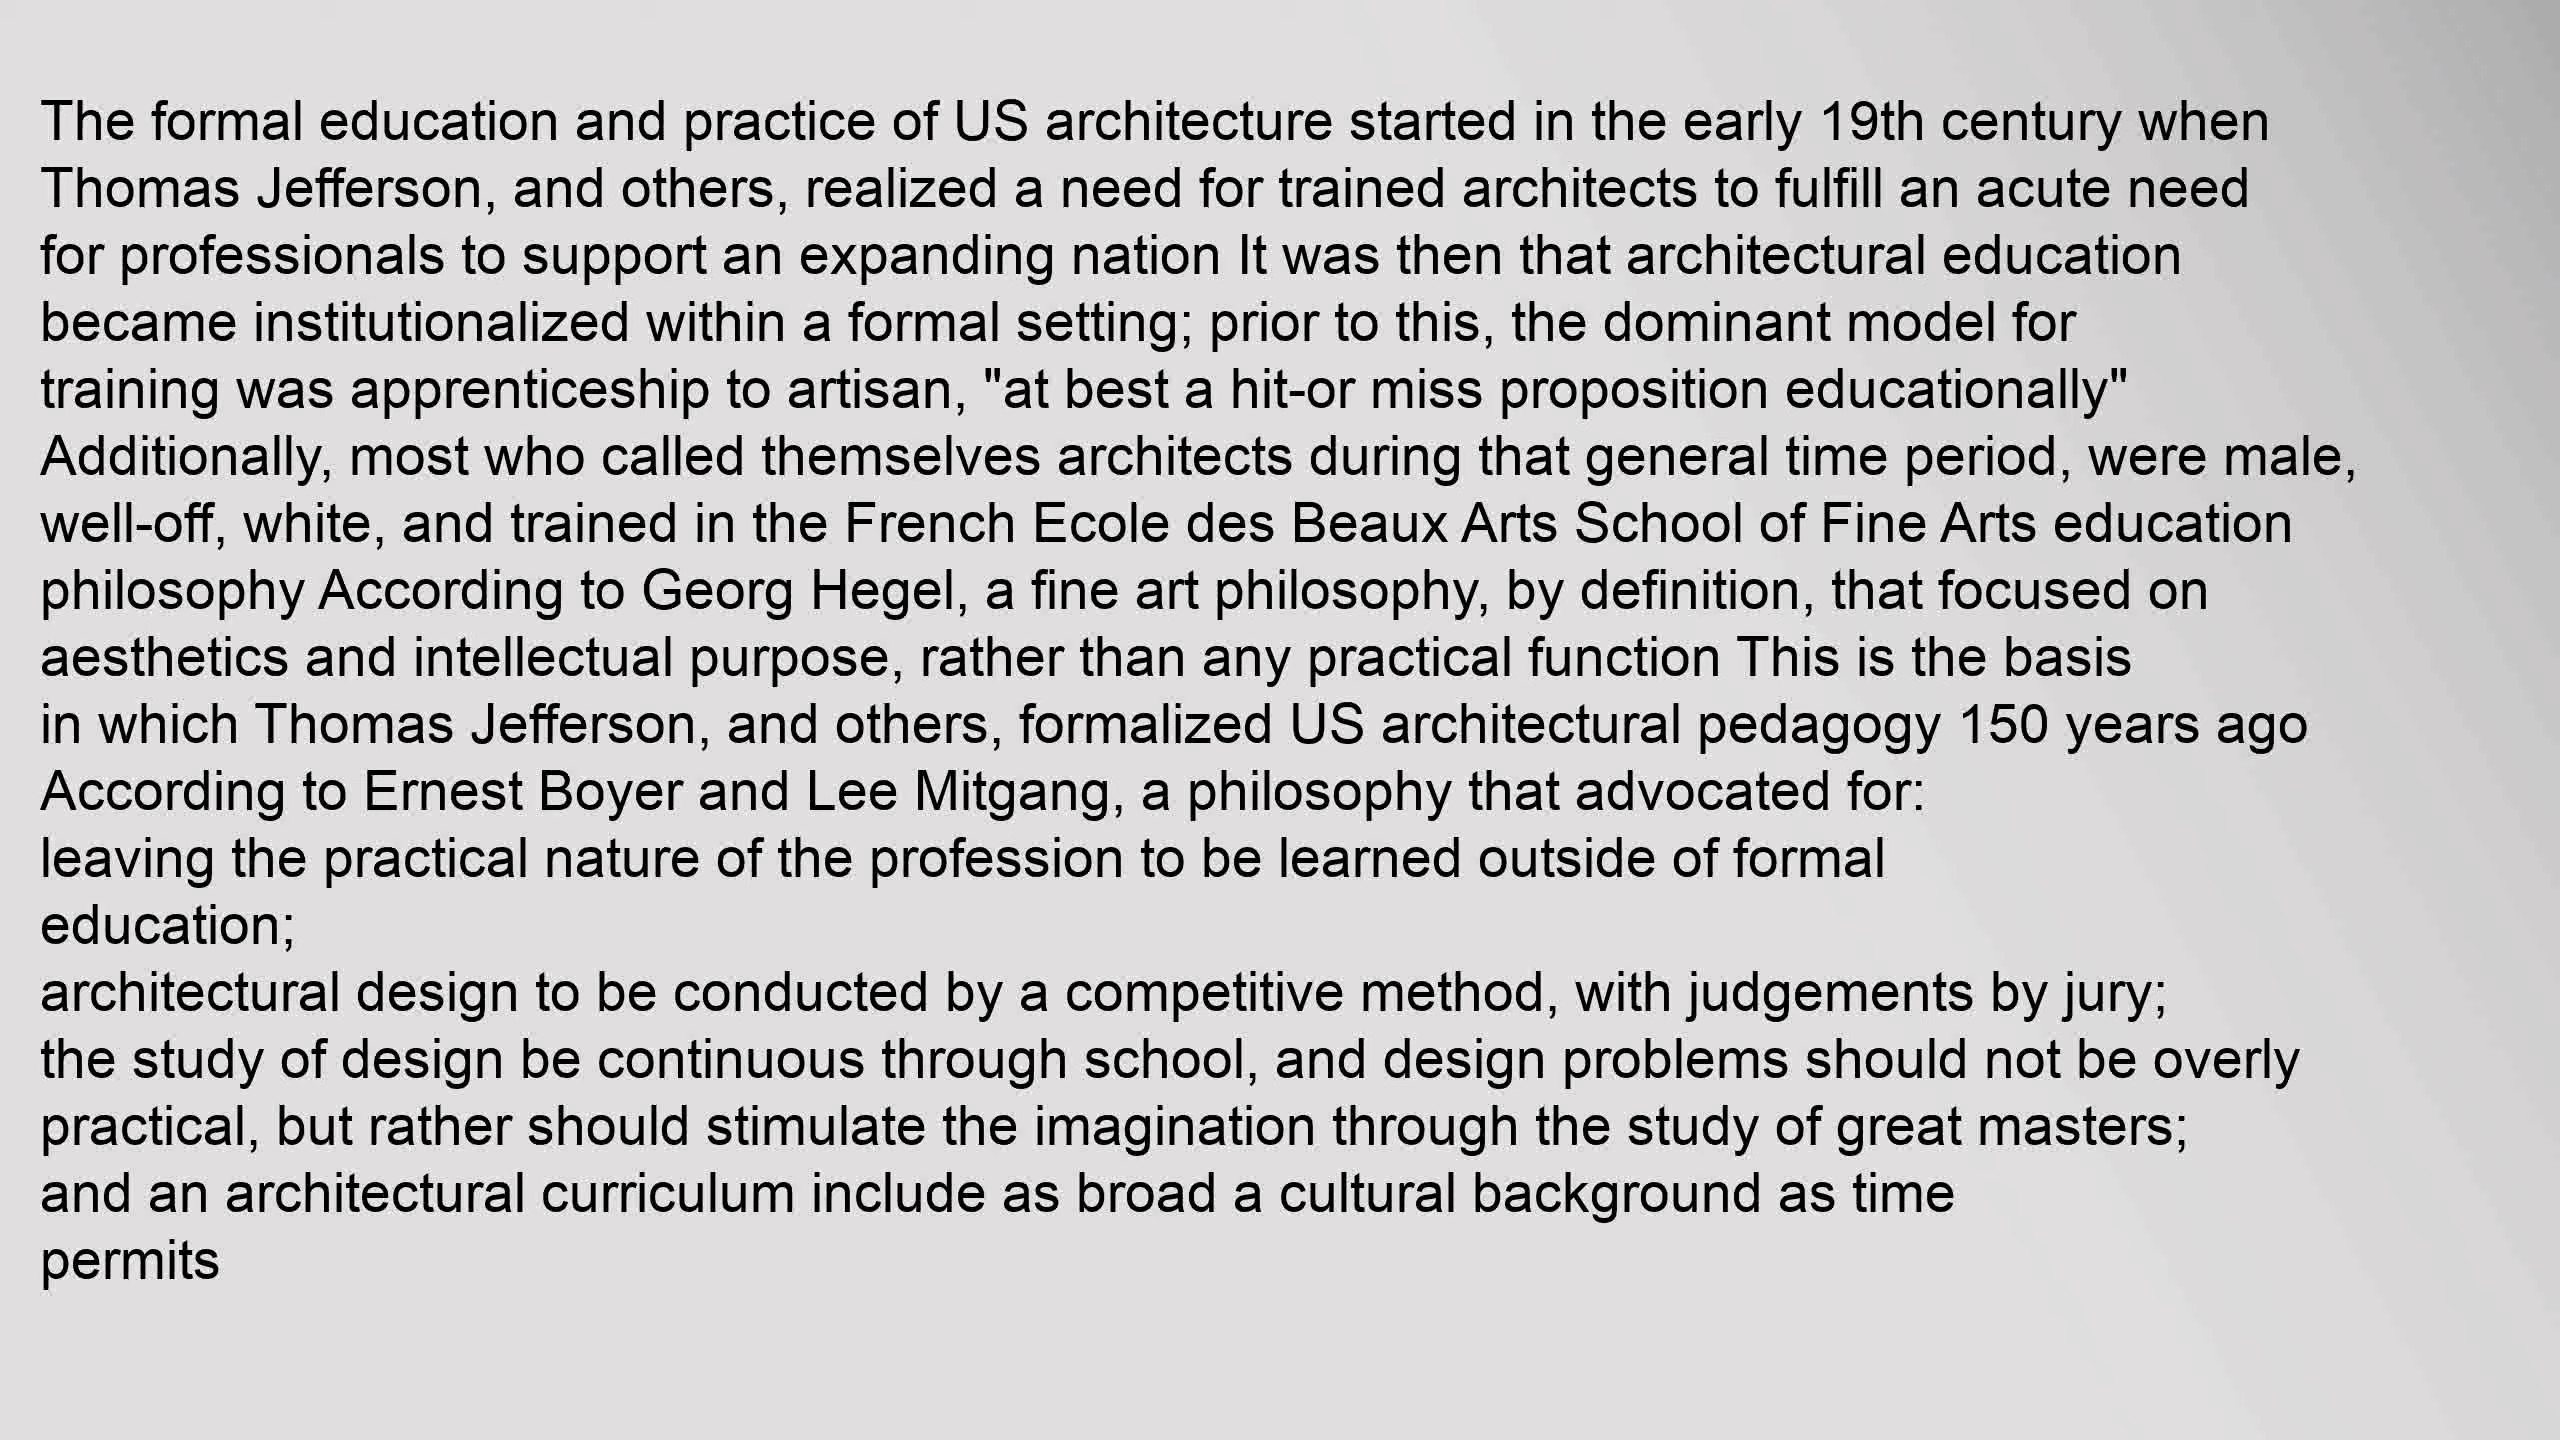 The formal education and practice of US architecture started in the early 19th century when
Thomas Jefferson, and others, realized a need for trained architects to fulfill an acute need
for professionals to support an expanding nation It was then that architectural education
became institutionalized within a formal setting; prior to this, the dominant model for
training was apprenticeship to artisan, "at best a hit-or miss proposition educationally"
Additionally, most who called themselves architects during that general time period, were male,
well-off, white, and trained in the French Ecole des Beaux Arts School of Fine Arts education
philosophy According to Georg Hegel, a fine art philosophy, by definition, that focused on
aesthetics and intellectual purpose, rather than any practical function This is the basis
in which Thomas Jefferson, and others, formalized US architectural pedagogy 150 years ago
According to Ernest Boyer and Lee Mitgang, a philosophy that advocated for:
leaving the practical nature of the profession to be learned outside of formal
education;
architectural design to be conducted by a competitive method, with judgements by jury;
the study of design be continuous through school, and design problems should not be overly
practical, but rather should stimulate the imagination through the study of great masters;
and an architectural curriculum include as broad a cultural background as time
permits